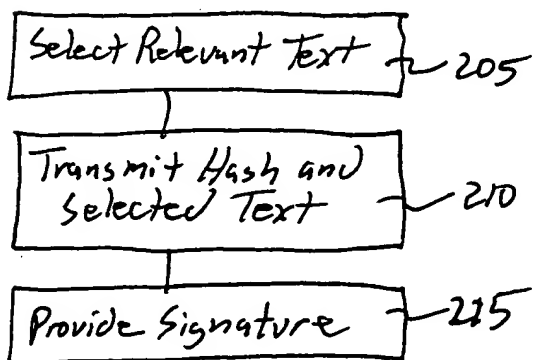 Select Relevant Text 205
Transmit Hash and
Selected Text 210
Provide Signature 215